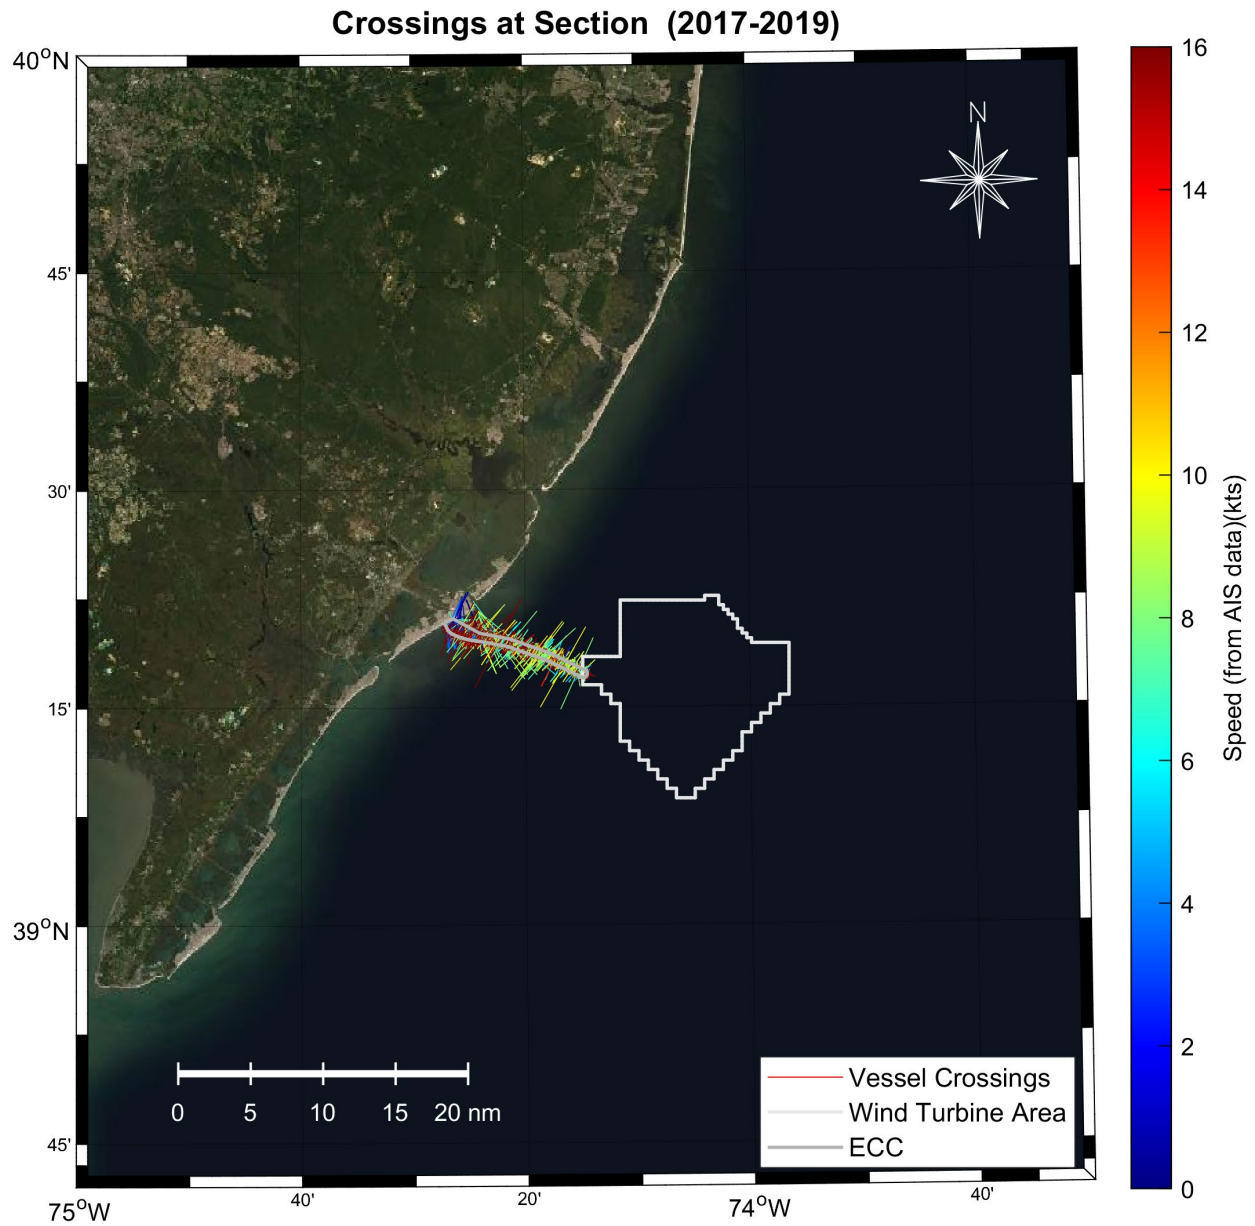 Crossings at Section (2017-2019)
40°N
45'
30'
15'
39°N
45'
75°W
40'
20'
74°W
40'
N
0 5 10 15 20 nm
Vessel Crossings
Wind Turbine Area
ECC
16
14
12
10
8
6
4
2
0
Speed (from AIS data)(kts)